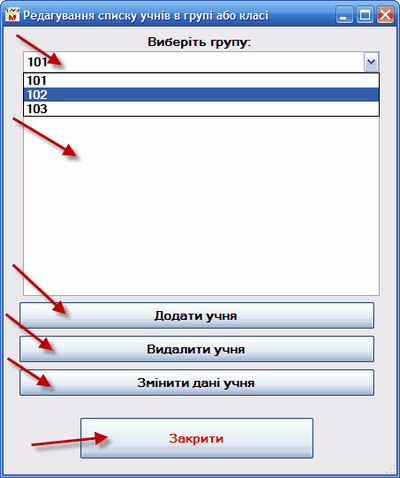 Редагування списку учнів в групі або класі
Виберіть групу:
101
101
102
103
Додати учня
Видалити учня
Змінити дані учня
Закрити